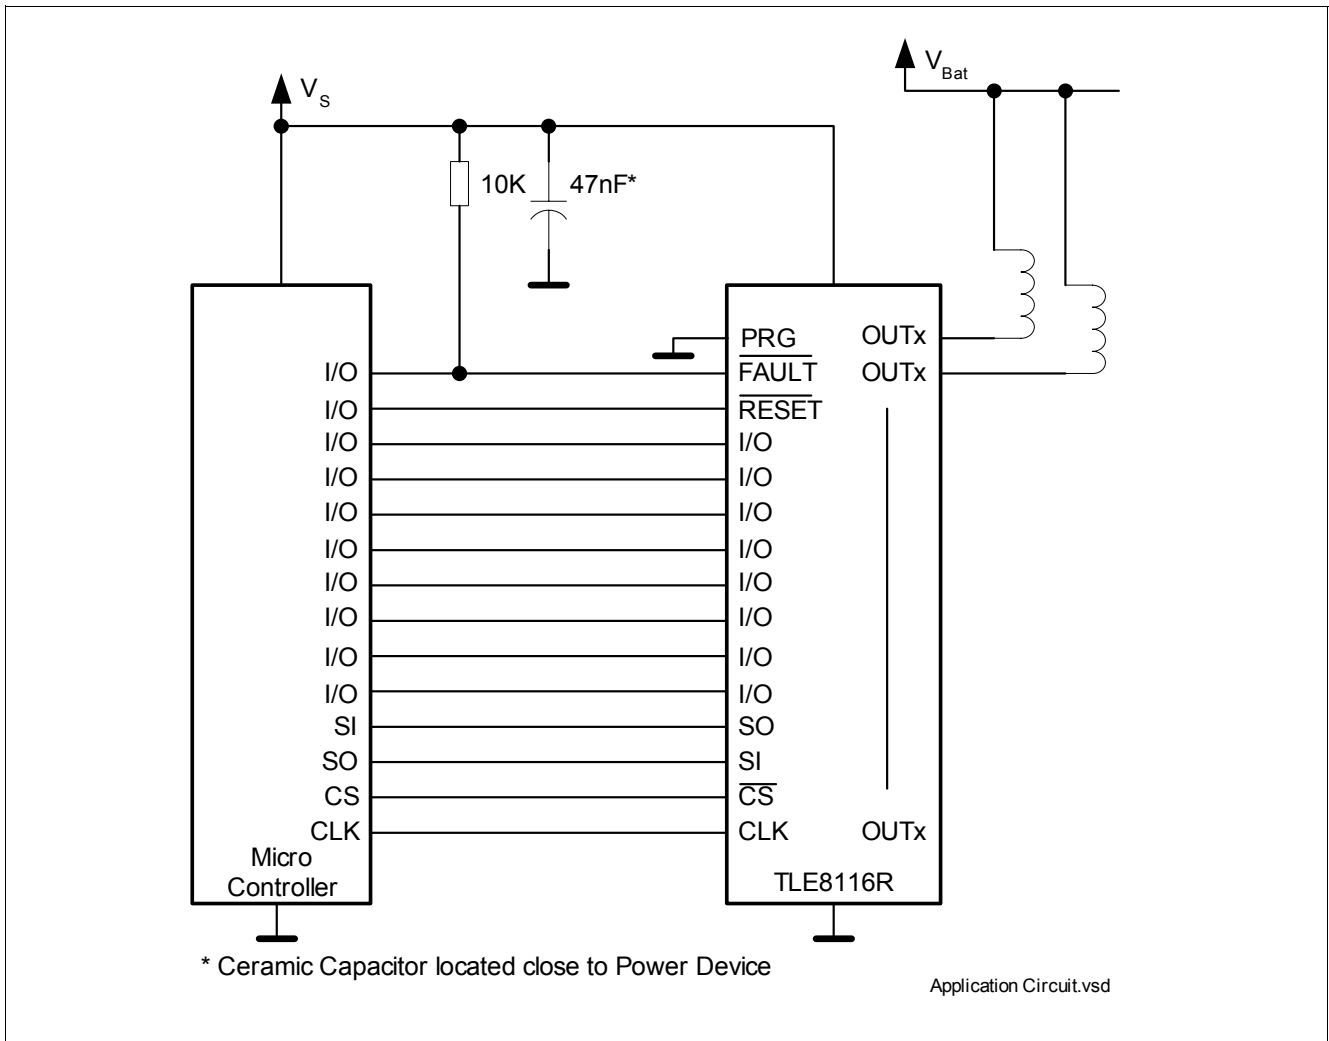 V_S
V_Bat
10K 47nF*
PRG OUTx
I/O FAULT OUTx
I/O RESET
I/O I/O
I/O I/O
I/O I/O
I/O I/O
I/O I/O
I/O I/O
I/O I/O
I/O I/O
SI SO
SO SI
CS CS
CLK CLK OUTx
Micro
Controller
TLE8116R
* Ceramic Capacitor located close to Power Device
Application Circuit.vsd